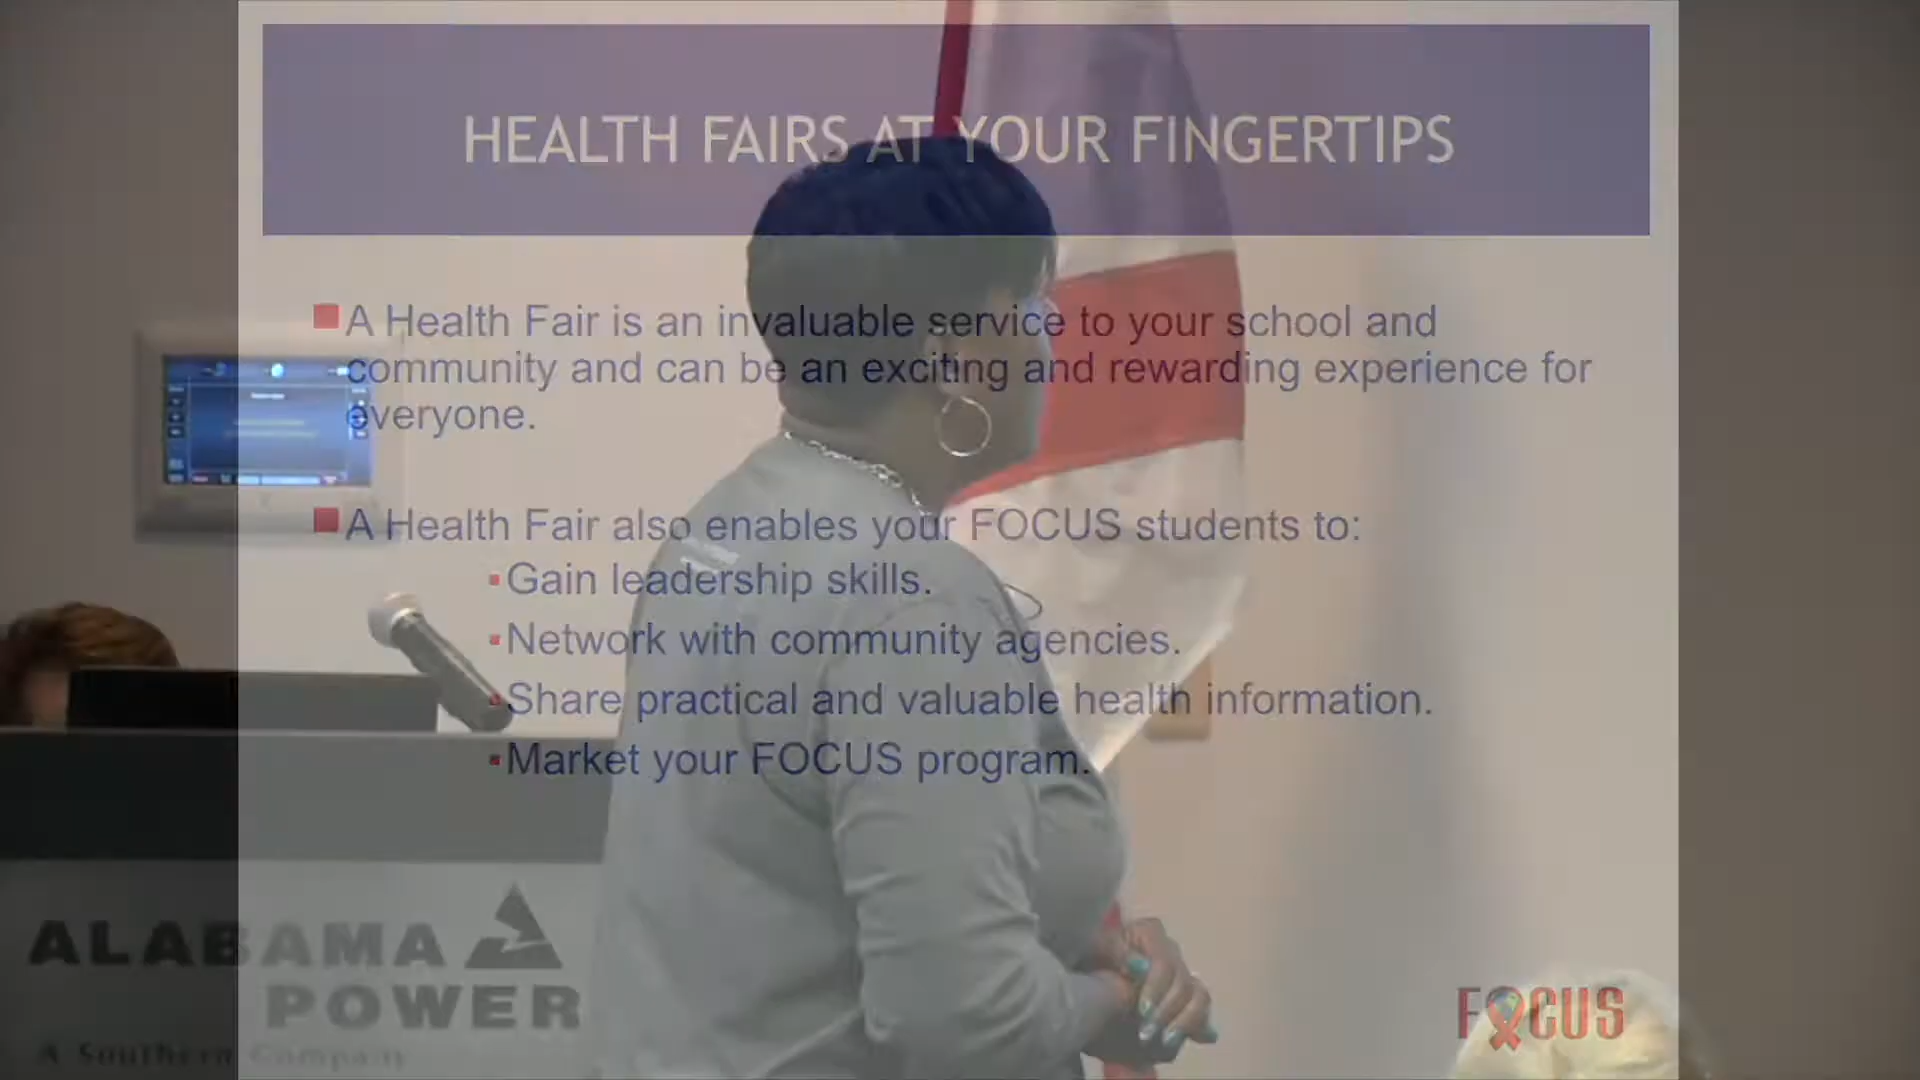 HEALTH FAIRS AT YOUR FINGERTIPS
A Health Fair is an invaluable service to your school and
community and can be an exciting and rewarding experience for
everyone.
A Health Fair also enables your FOCUS students to:
Gain leadership skills.
Network with community agencies.
Share practical and valuable health information.
Market your FOCUS program.
ALABAMA
POWER
A Southern Company
FOCUS